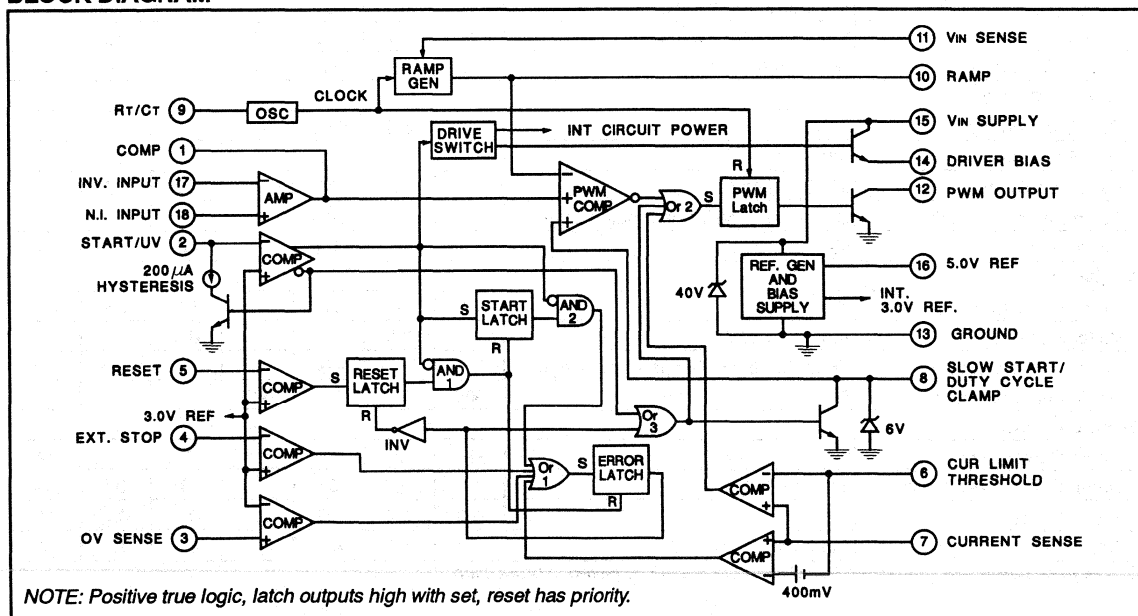 BLOCK DIAGRAM
11 VIN SENSE
RAMP GEN
10 RAMP
CLOCK
RT/CT 9
OSC
DRIVE SWITCH
INT CIRCUIT POWER
15 VIN SUPPLY
COMP 1
14 DRIVER BIAS
INV. INPUT 17
− AMP +
− PWM COMP + +
Or 2
R
S
PWM Latch
12 PWM OUTPUT
N.I. INPUT 18
START/UV 2
− COMP +
200µA HYSTERESIS
40V
REF. GEN AND BIAS SUPPLY
16 5.0V REF
INT. 3.0V REF.
S
START LATCH
R
AND 2
13 GROUND
RESET 5
− COMP +
S
RESET LATCH
R
AND 1
8 SLOW START/ DUTY CYCLE CLAMP
3.0V REF
INV
Or 3
6V
EXT. STOP 4
− COMP +
Or 1
S
ERROR LATCH
R
− COMP +
6 CUR LIMIT THRESHOLD
OV SENSE 3
− COMP +
+ COMP −
7 CURRENT SENSE
400mV
NOTE: Positive true logic, latch outputs high with set, reset has priority.